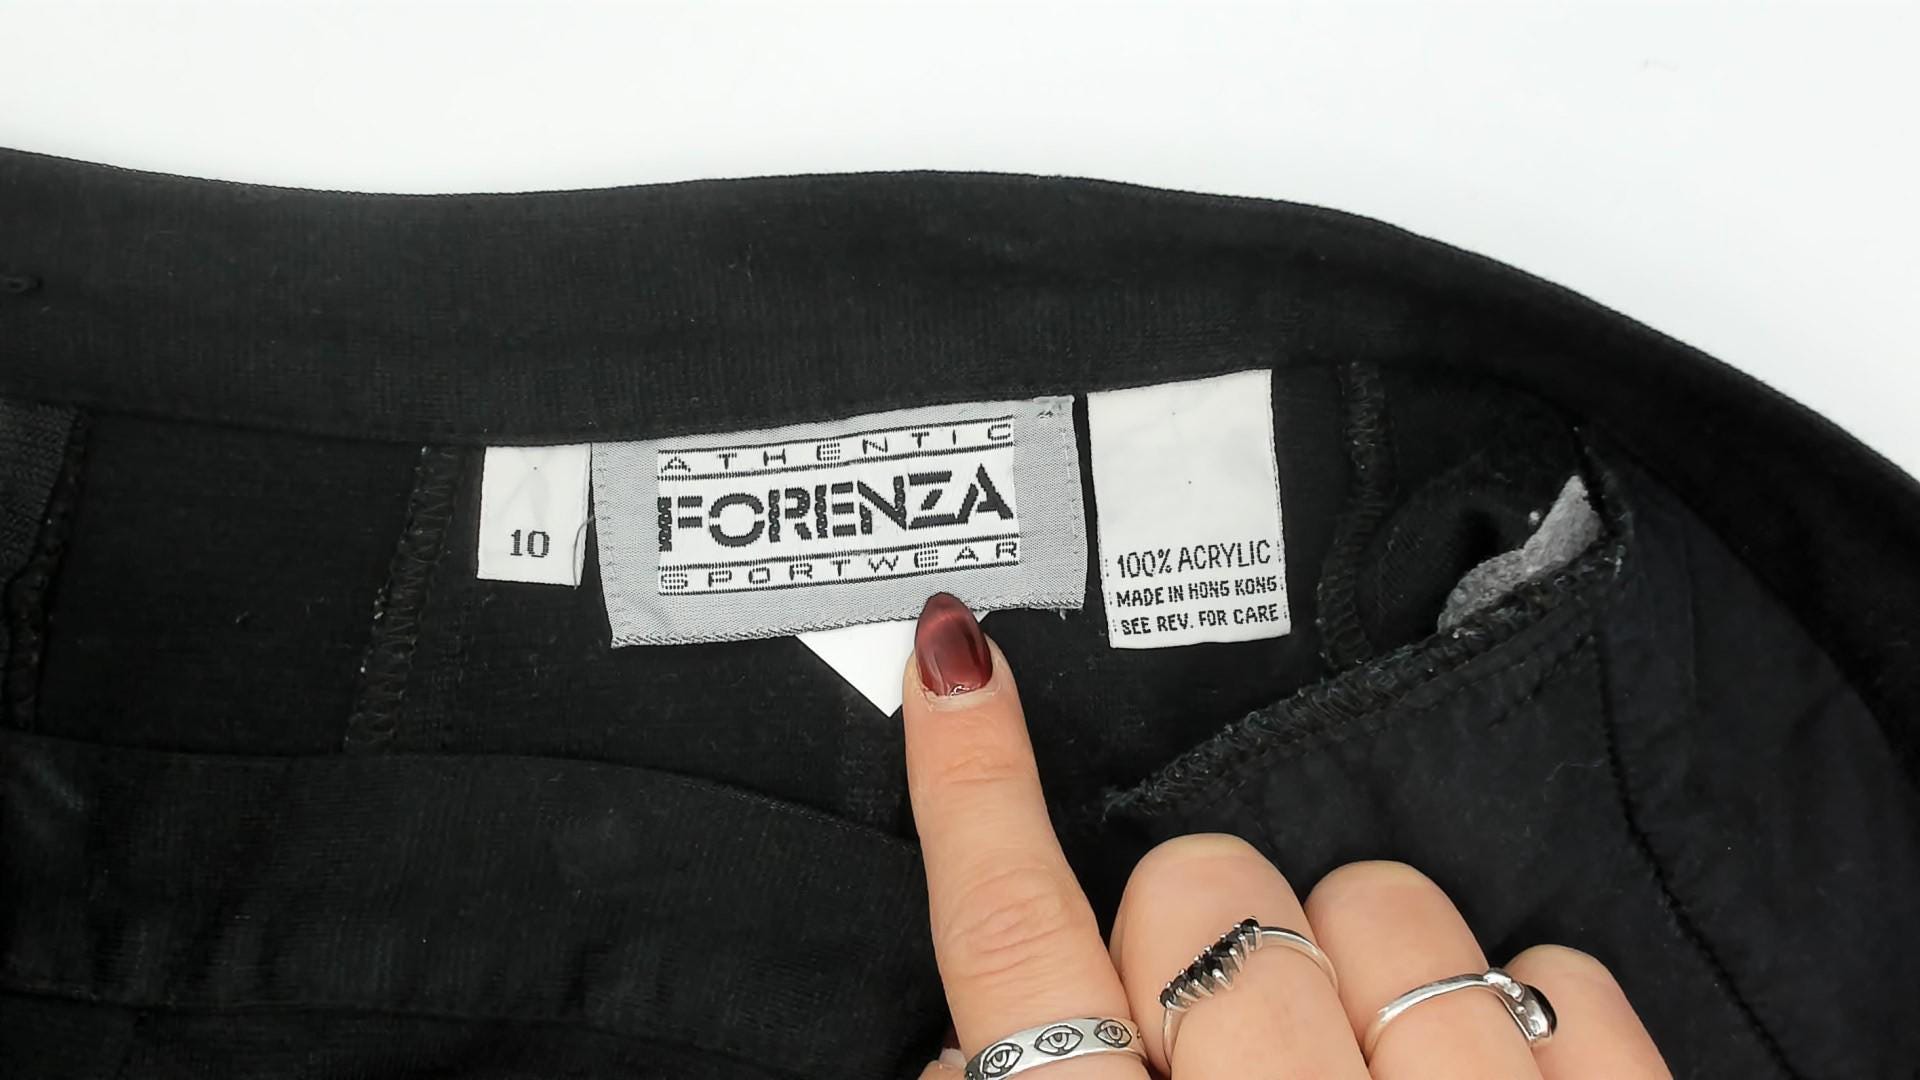 10
ATHENTIC
FORENZA
SPORTWEAR
100% ACRYLIC
MADE IN HONG KONG
SEE REV. FOR CARE